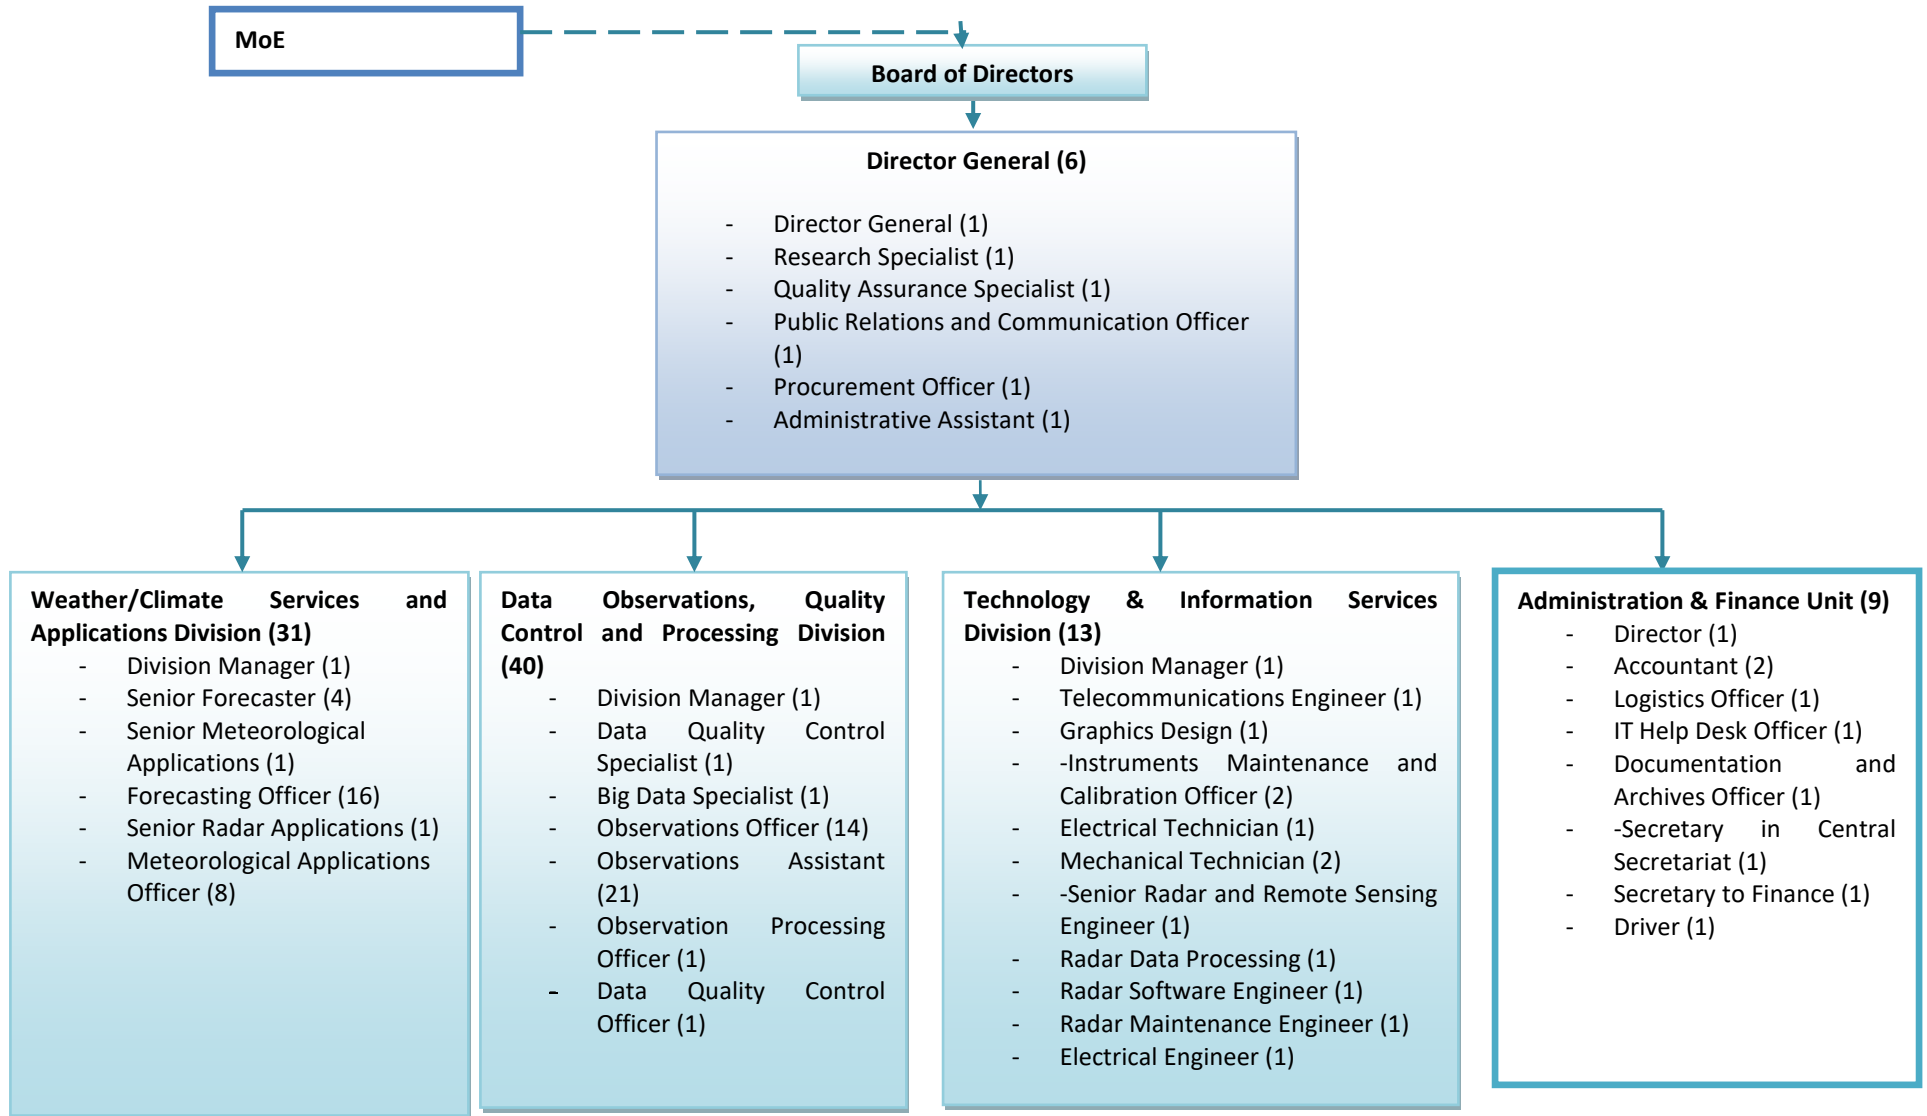 MoE
Board of Directors
Director General (6)
- Director General (1)
- Research Specialist (1)
- Quality Assurance Specialist (1)
- Public Relations and Communication Officer
(1)
- Procurement Officer (1)
- Administrative Assistant (1)
Weather/Climate Services and
Applications Division (31)
- Division Manager (1)
- Senior Forecaster (4)
- Senior Meteorological
Applications (1)
- Forecasting Officer (16)
- Senior Radar Applications (1)
- Meteorological Applications
Officer (8)
Data Observations, Quality
Control and Processing Division
(40)
- Division Manager (1)
- Data Quality Control
Specialist (1)
- Big Data Specialist (1)
- Observations Officer (14)
- Observations Assistant
(21)
- Observation Processing
Officer (1)
- Data Quality Control
Officer (1)
Technology & Information Services
Division (13)
- Division Manager (1)
- Telecommunications Engineer (1)
- Graphics Design (1)
- -Instruments Maintenance and
Calibration Officer (2)
- Electrical Technician (1)
- Mechanical Technician (2)
- -Senior Radar and Remote Sensing
Engineer (1)
- Radar Data Processing (1)
- Radar Software Engineer (1)
- Radar Maintenance Engineer (1)
- Electrical Engineer (1)
Administration & Finance Unit (9)
- Director (1)
- Accountant (2)
- Logistics Officer (1)
- IT Help Desk Officer (1)
- Documentation and
Archives Officer (1)
- -Secretary in Central
Secretariat (1)
- Secretary to Finance (1)
- Driver (1)